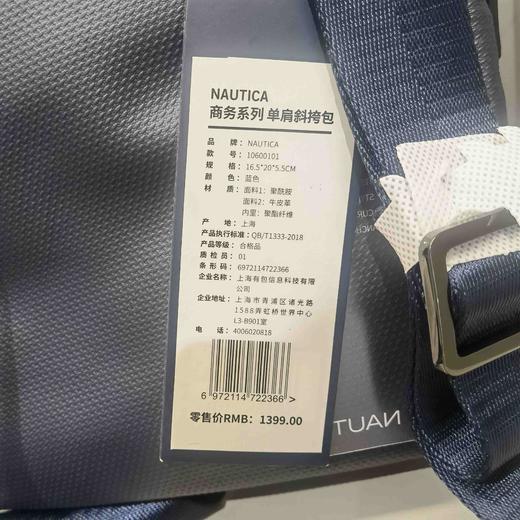 NAUTICA
商务系列 单肩斜挎包
品 牌: NAUTICA
款 号: 10600101
规 格: 16.5*20*5.5CM
颜 色: 蓝色
材 质: 面料1: 聚酰胺
面料2: 牛皮革
内里: 聚酯纤维
产 地: 上海
产品执行标准: QB/T1333-2018
产品等级: 合格品
质 检 员: 01
条 形 码: 6972114722366
企业名称: 上海有包信息科技有限
公司
企业地址: 上海市青浦区诸光路
1588弄虹桥世界中心
L3-B901室
电 话: 4006020818
6 972114 722366 >
零售价RMB: 1399.00
NAUT